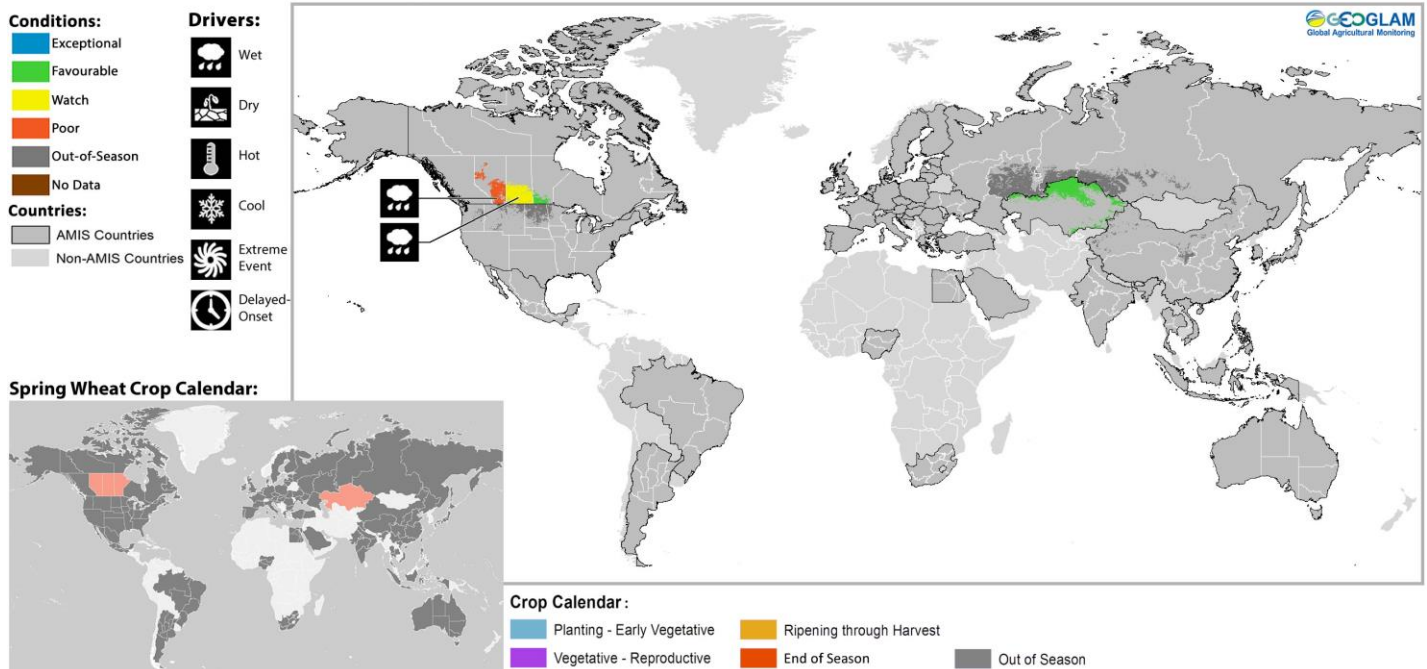 Conditions:
Exceptional
Favourable
Watch
Poor
Out-of-Season
No Data
Countries:
AMIS Countries
Non-AMIS Countries
Drivers:
Wet
Dry
Hot
Cool
Extreme
Event
Delayed-
Onset
GEOGLAM
Global Agricultural Monitoring
Spring Wheat Crop Calendar:
Crop Calendar :
Planting - Early Vegetative
Ripening through Harvest
Vegetative - Reproductive
End of Season
Out of Season